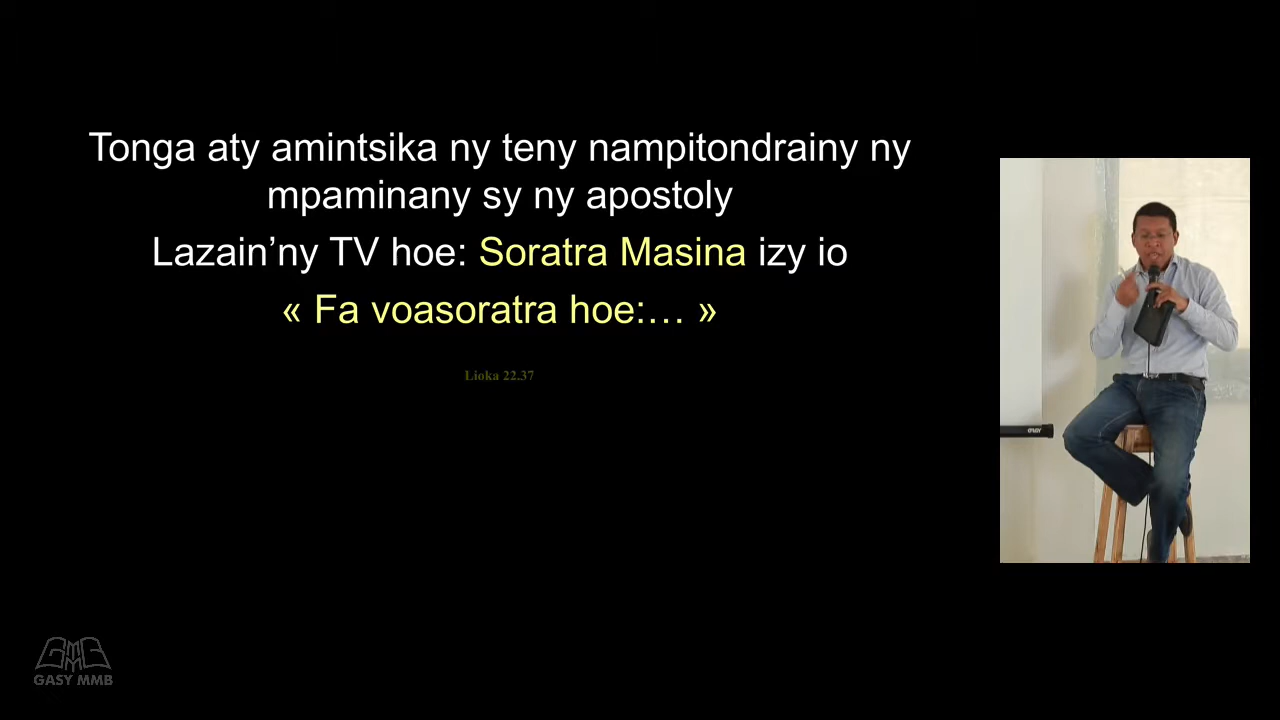 Tonga aty amintsika ny teny nampitondrainy ny
mpaminany sy ny apostoly
Lazain’ny TV hoe: Soratra Masina izy io
« Fa voasoratra hoe:… »
Lioka 22.37
GASY MMB